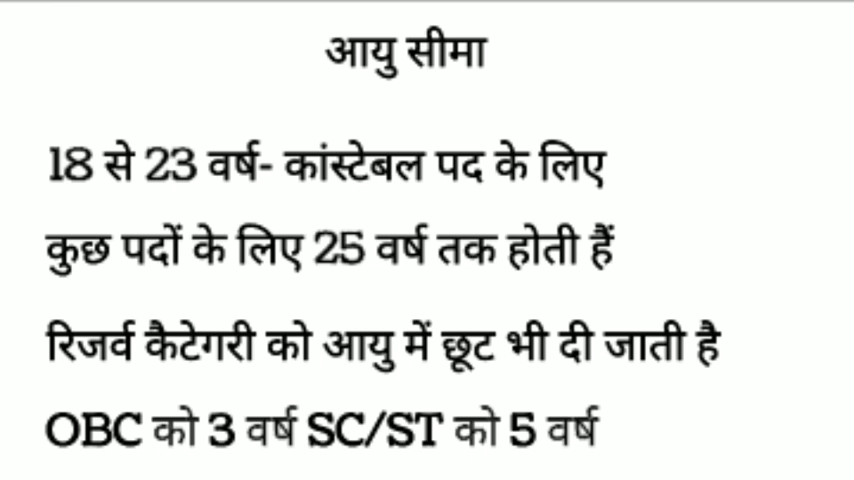 आयु सीमा
18 से 23 वर्ष- कांस्टेबल पद के लिए
कुछ पदों के लिए 25 वर्ष तक होती हैं
रिजर्व कैटेगरी को आयु में छूट भी दी जाती है
OBC को 3 वर्ष SC/ST को 5 वर्ष